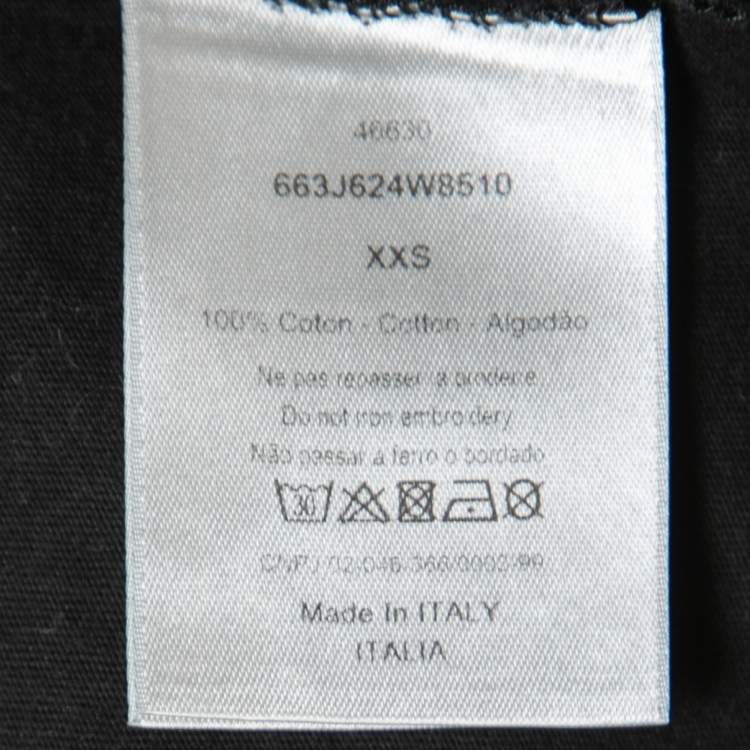 46630
663J624W8510
XXS
100% Coton - Cotton - Algodão
Ne pas repasser la broderie
Do not iron embroidery
Não passar a ferro o bordado
30
CNPJ 02.046.366/0003-99
Made In ITALY
ITALIA